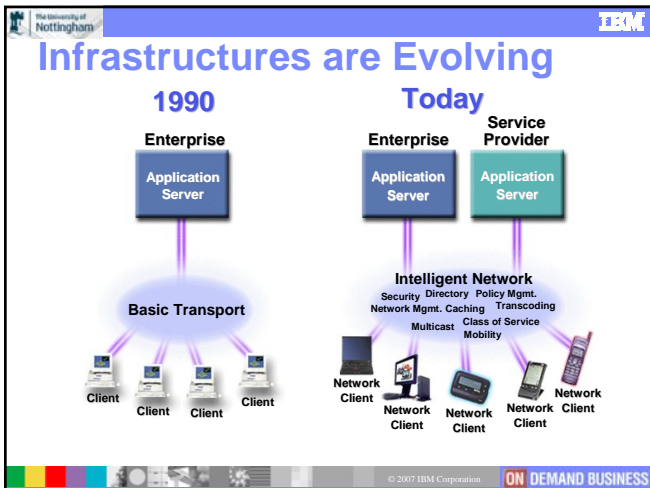 The University of
Nottingham
IBM
Infrastructures are Evolving
1990
Enterprise
Application
Server
Basic Transport
Client
Client
Client
Client
Today
Enterprise
Service
Provider
Application
Server
Application
Server
Intelligent Network
Security Directory Policy Mgmt.
Network Mgmt. Caching Transcoding
Multicast Class of Service
Mobility
Network
Client
Network
Client
Network
Client
Network
Client
Network
Client
© 2007 IBM Corporation
ON DEMAND BUSINESS